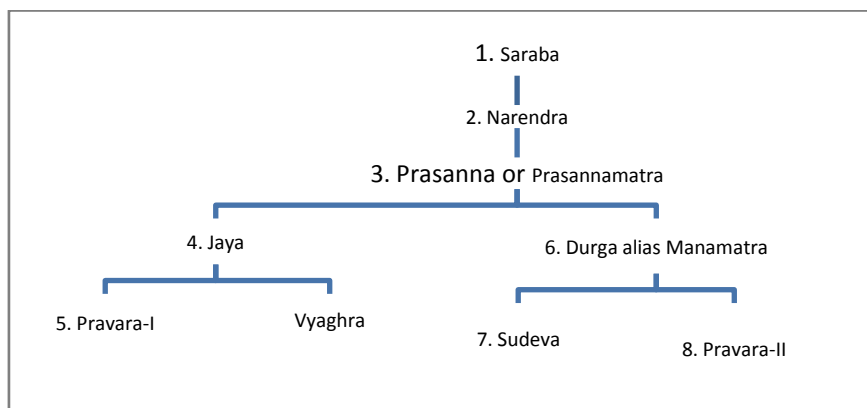 1. Saraba
2. Narendra
3. Prasanna or Prasannamatra
4. Jaya
6. Durga alias Manamatra
5. Pravara-I
Vyaghra
7. Sudeva
8. Pravara-II